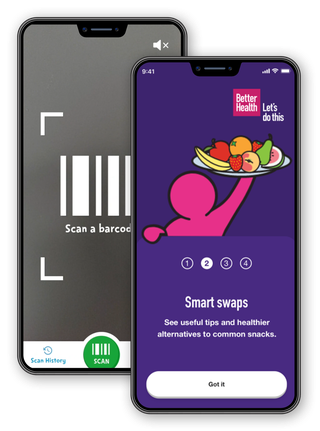 Scan a barcod
Scan History
SCAN
9:41
Better
Health
Let's
do this
1 2 3 4
Smart swaps
See useful tips and healthier
alternatives to common snacks.
Got it